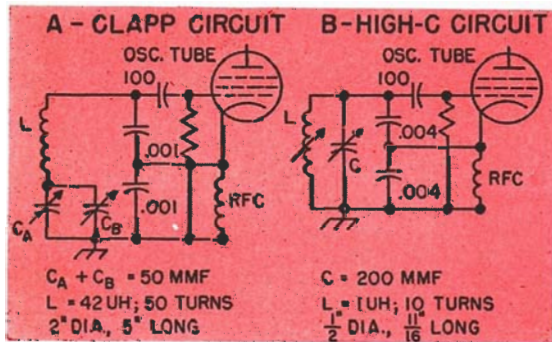 A - CLAPP CIRCUIT
OSC. TUBE
100
L
.001
.001
RFC
CA
CB
CA + CB = 50 MMF
L = 42 UH; 50 TURNS
2" DIA., 5" LONG
B - HIGH-C CIRCUIT
OSC. TUBE
100
L
C
.004
.004
RFC
C = 200 MMF
L = 1UH; 10 TURNS
1/2" DIA., 11/16" LONG